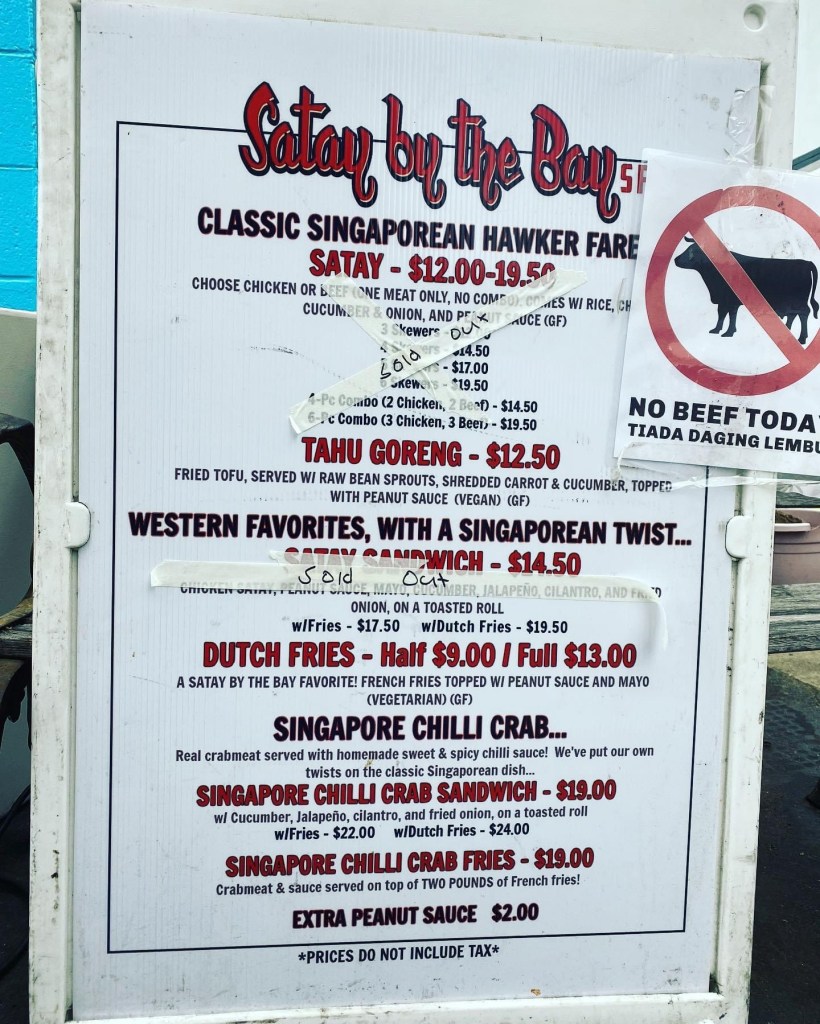 Satay by the Bay SF
CLASSIC SINGAPOREAN HAWKER FARE
SATAY - $12.00-19.50
CHOOSE CHICKEN OR BEEF (ONE MEAT ONLY, NO COMBO). COMES W/ RICE,
CUCUMBER & ONION, AND PEANUT SAUCE (GF)
3 Skewers -
Sold Out
4 Skewers - $14.50
- $17.00
6 Skewers - $19.50
4-Pc Combo (2 Chicken, 2 Beef) - $14.50
6-Pc Combo (3 Chicken, 3 Beef) - $19.50
NO BEEF TODAY
TIADA DAGING LEMBU
TAHU GORENG - $12.50
FRIED TOFU, SERVED W/ RAW BEAN SPROUTS, SHREDDED CARROT & CUCUMBER, TOPPED
WITH PEANUT SAUCE (VEGAN) (GF)
WESTERN FAVORITES, WITH A SINGAPOREAN TWIST...
SATAY SANDWICH - $14.50
Sold Out
CHICKEN SATAY, PEANUT SAUCE, MAYO, CUCUMBER, JALAPEÑO, CILANTRO, AND FRIED
ONION, ON A TOASTED ROLL
w/Fries - $17.50 w/Dutch Fries - $19.50
DUTCH FRIES - Half $9.00 / Full $13.00
A SATAY BY THE BAY FAVORITE! FRENCH FRIES TOPPED W/ PEANUT SAUCE AND MAYO
(VEGETARIAN) (GF)
SINGAPORE CHILLI CRAB...
Real crabmeat served with homemade sweet & spicy chilli sauce! We've put our own
twists on the classic Singaporean dish...
SINGAPORE CHILLI CRAB SANDWICH - $19.00
w/ Cucumber, Jalapeño, cilantro, and fried onion, on a toasted roll
w/Fries - $22.00 w/Dutch Fries - $24.00
SINGAPORE CHILLI CRAB FRIES - $19.00
Crabmeat & sauce served on top of TWO POUNDS of French fries!
EXTRA PEANUT SAUCE $2.00
*PRICES DO NOT INCLUDE TAX*